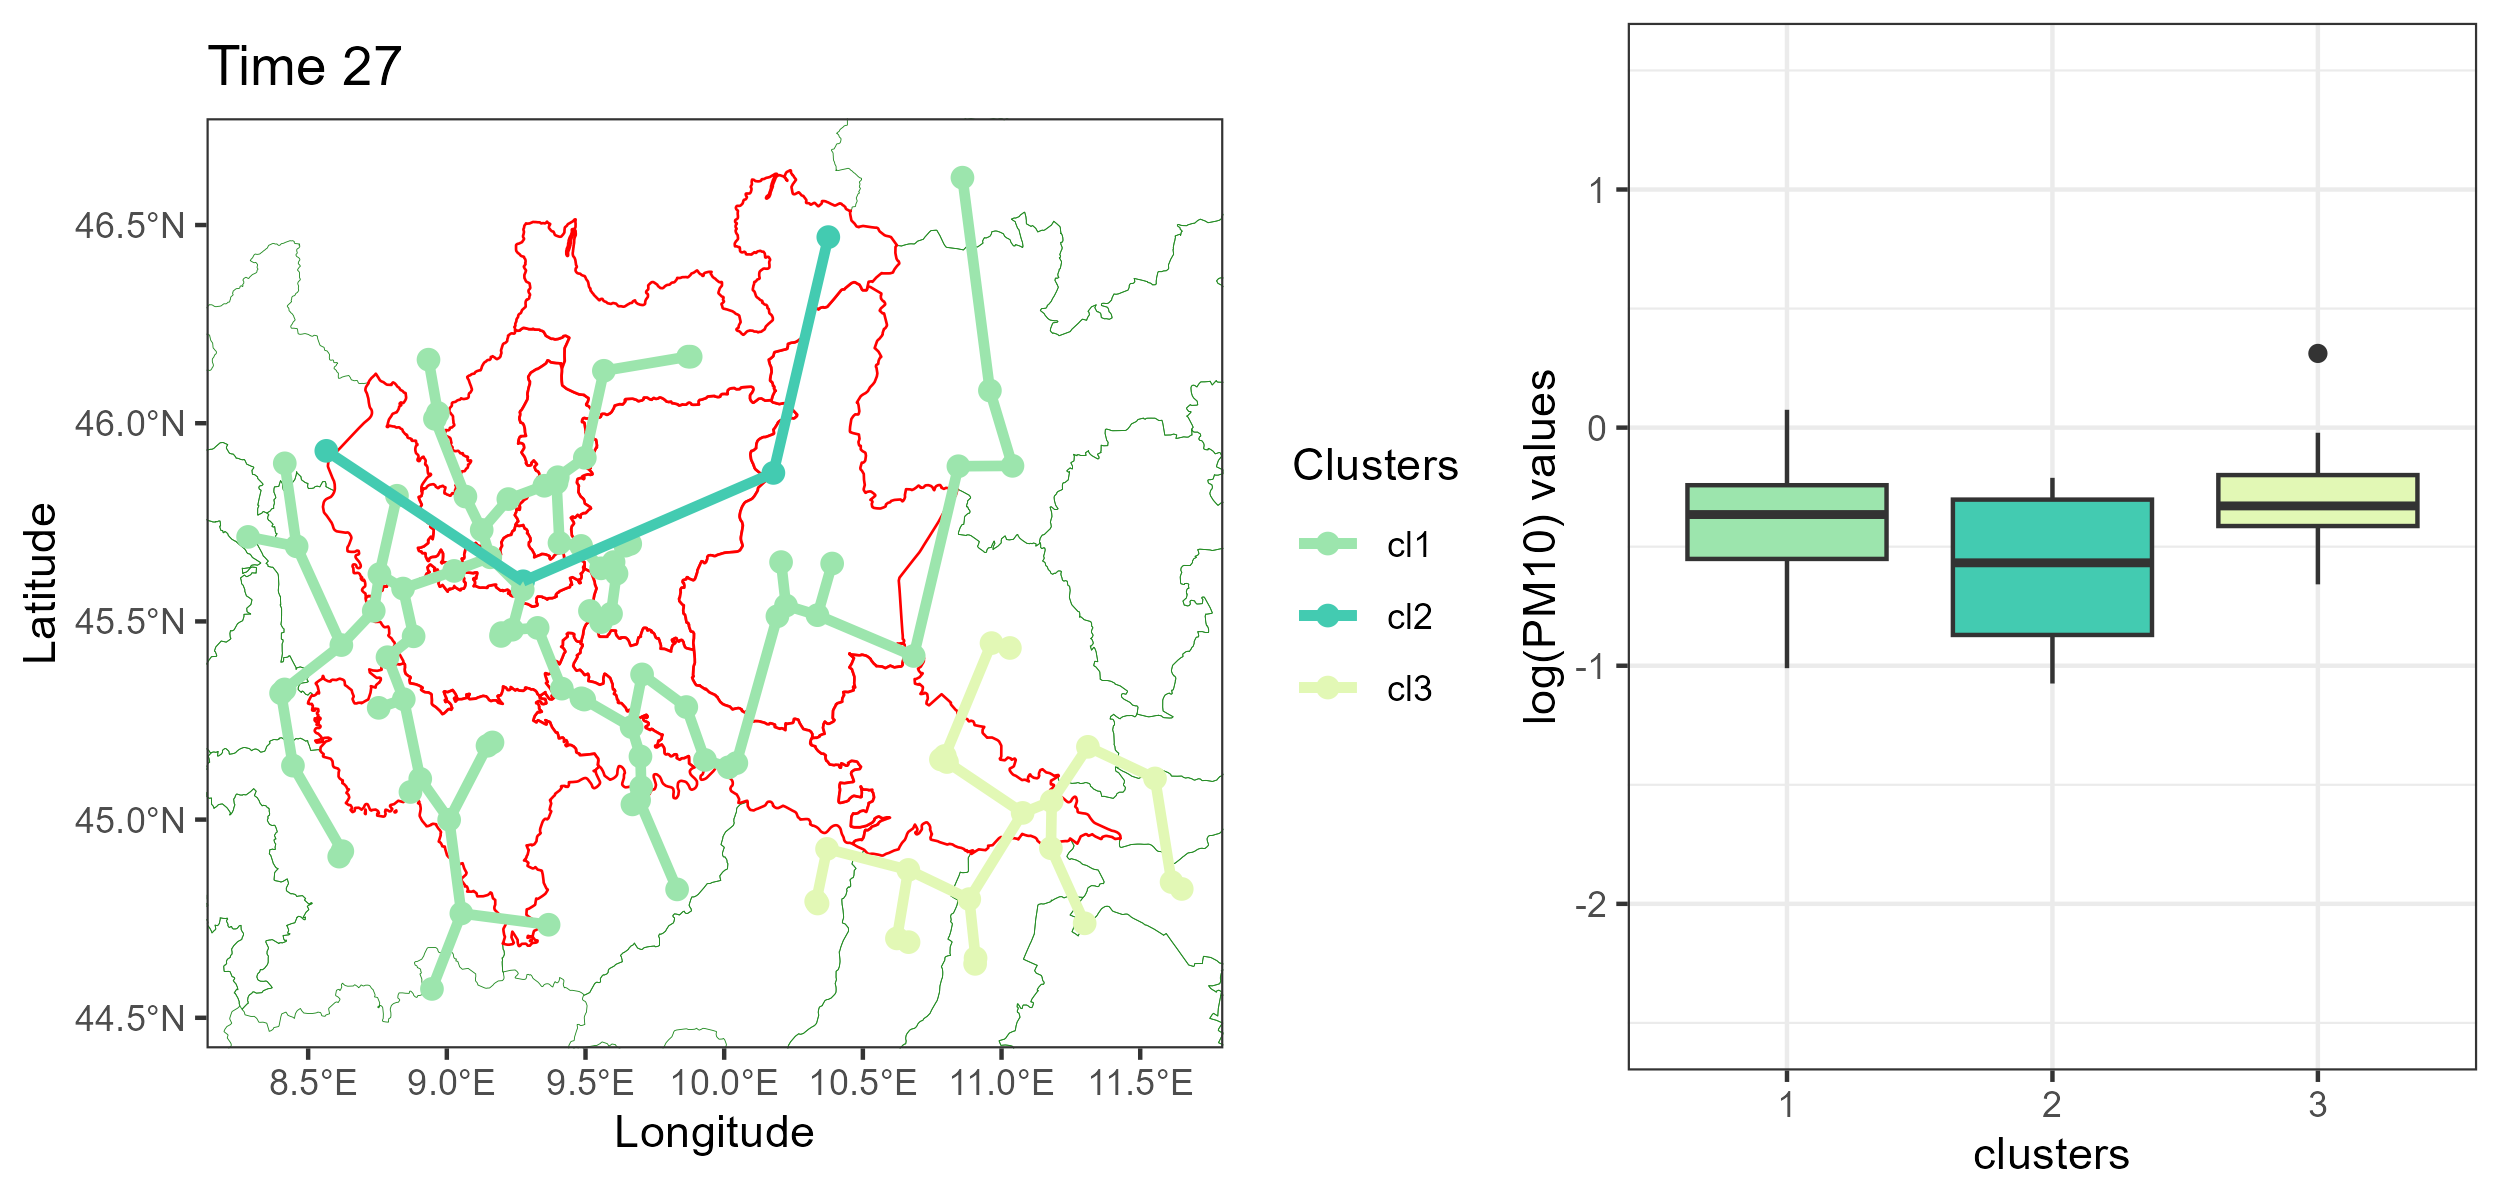 Time 27
46.5°N
46.0°N
45.5°N
45.0°N
44.5°N
Latitude
8.5°E 9.0°E 9.5°E 10.0°E 10.5°E 11.0°E 11.5°E
Longitude
Clusters
cl1
cl2
cl3
log(PM10) values
1
0
-1
-2
1 2 3
clusters